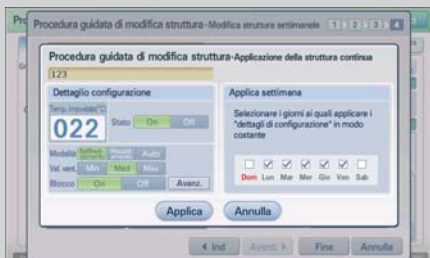 Procedura guidata di modifica struttura-Modifica struttura settimanale 1 2 3 4
Procedura guidata di modifica struttura-Applicazione della struttura continua
123
Dettaglio configurazione
Temp. impostata(°C)
022
Stato On Off
Modalità Auto
Vel. vent. Min Med Max
Blocco On Off Avanz.
Applica settimana
Selezionare i giorni ai quali applicare i
"dettagli di configurazione" in modo
costante
Dom Lun Mar Mer Gio Ven Sab
Applica Annulla
Ind Avanti Fine Annulla